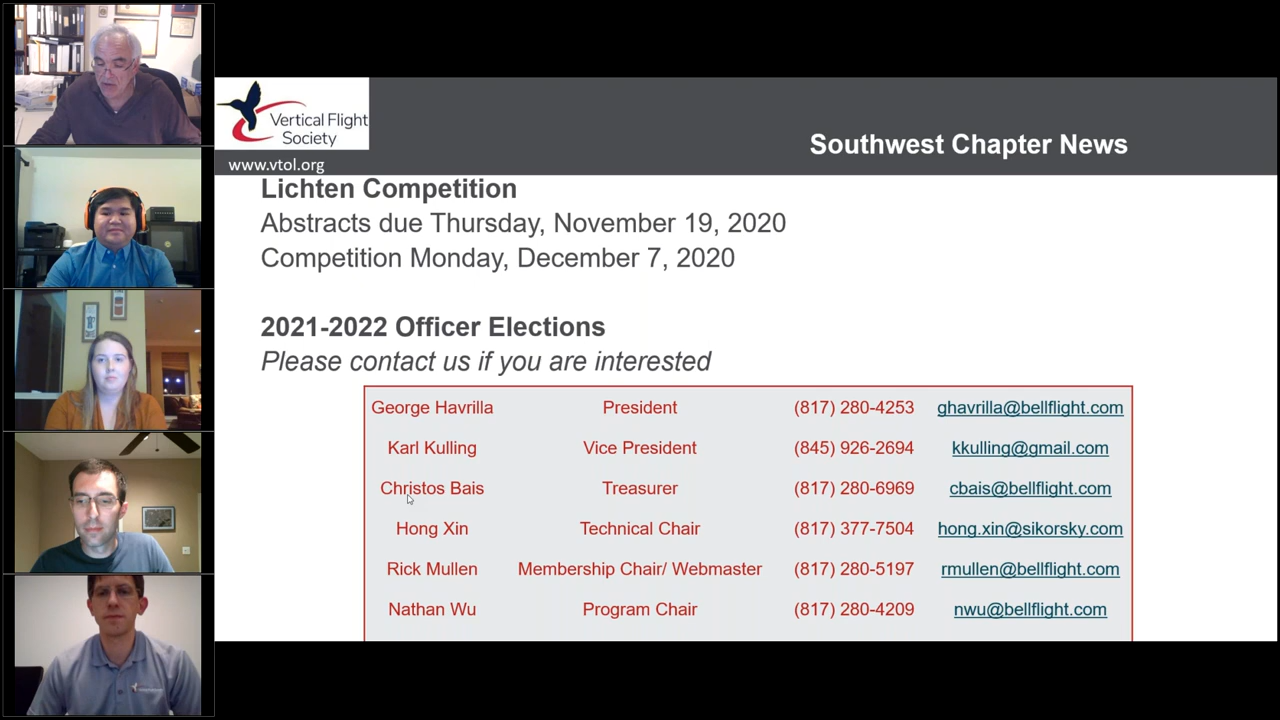 Vertical Flight
Society
www.vtol.org
Southwest Chapter News
Lichten Competition
Abstracts due Thursday, November 19, 2020
Competition Monday, December 7, 2020
2021-2022 Officer Elections
Please contact us if you are interested
George Havrilla President (817) 280-4253 ghavrilla@bellflight.com
Karl Kulling Vice President (845) 926-2694 kkulling@gmail.com
Christos Bais Treasurer (817) 280-6969 cbais@bellflight.com
Hong Xin Technical Chair (817) 377-7504 hong.xin@sikorsky.com
Rick Mullen Membership Chair/ Webmaster (817) 280-5197 rmullen@bellflight.com
Nathan Wu Program Chair (817) 280-4209 nwu@bellflight.com